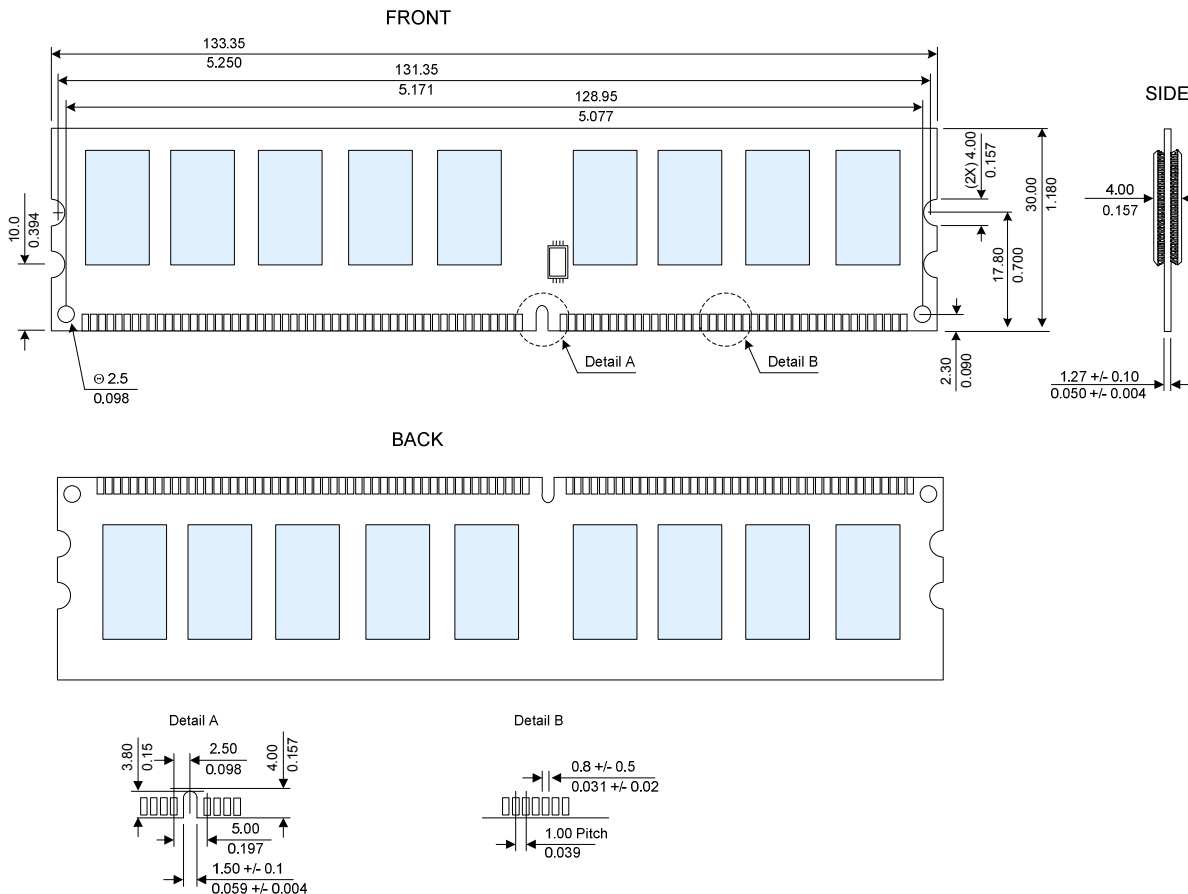 FRONT
133.35
5.250
131.35
5.171
128.95
5.077
SIDE
(2X) 4.00
0.157
30.00
1.180
4.00
0.157
10.0
0.394
17.80
0.700
Detail A
Detail B
2.30
0.090
Θ 2.5
0.098
1.27 +/- 0.10
0.050 +/- 0.004
BACK
Detail A
3.80
0.15
2.50
0.098
4.00
0.157
5.00
0.197
1.50 +/- 0.1
0.059 +/- 0.004
Detail B
0.8 +/- 0.5
0.031 +/- 0.02
1.00 Pitch
0.039